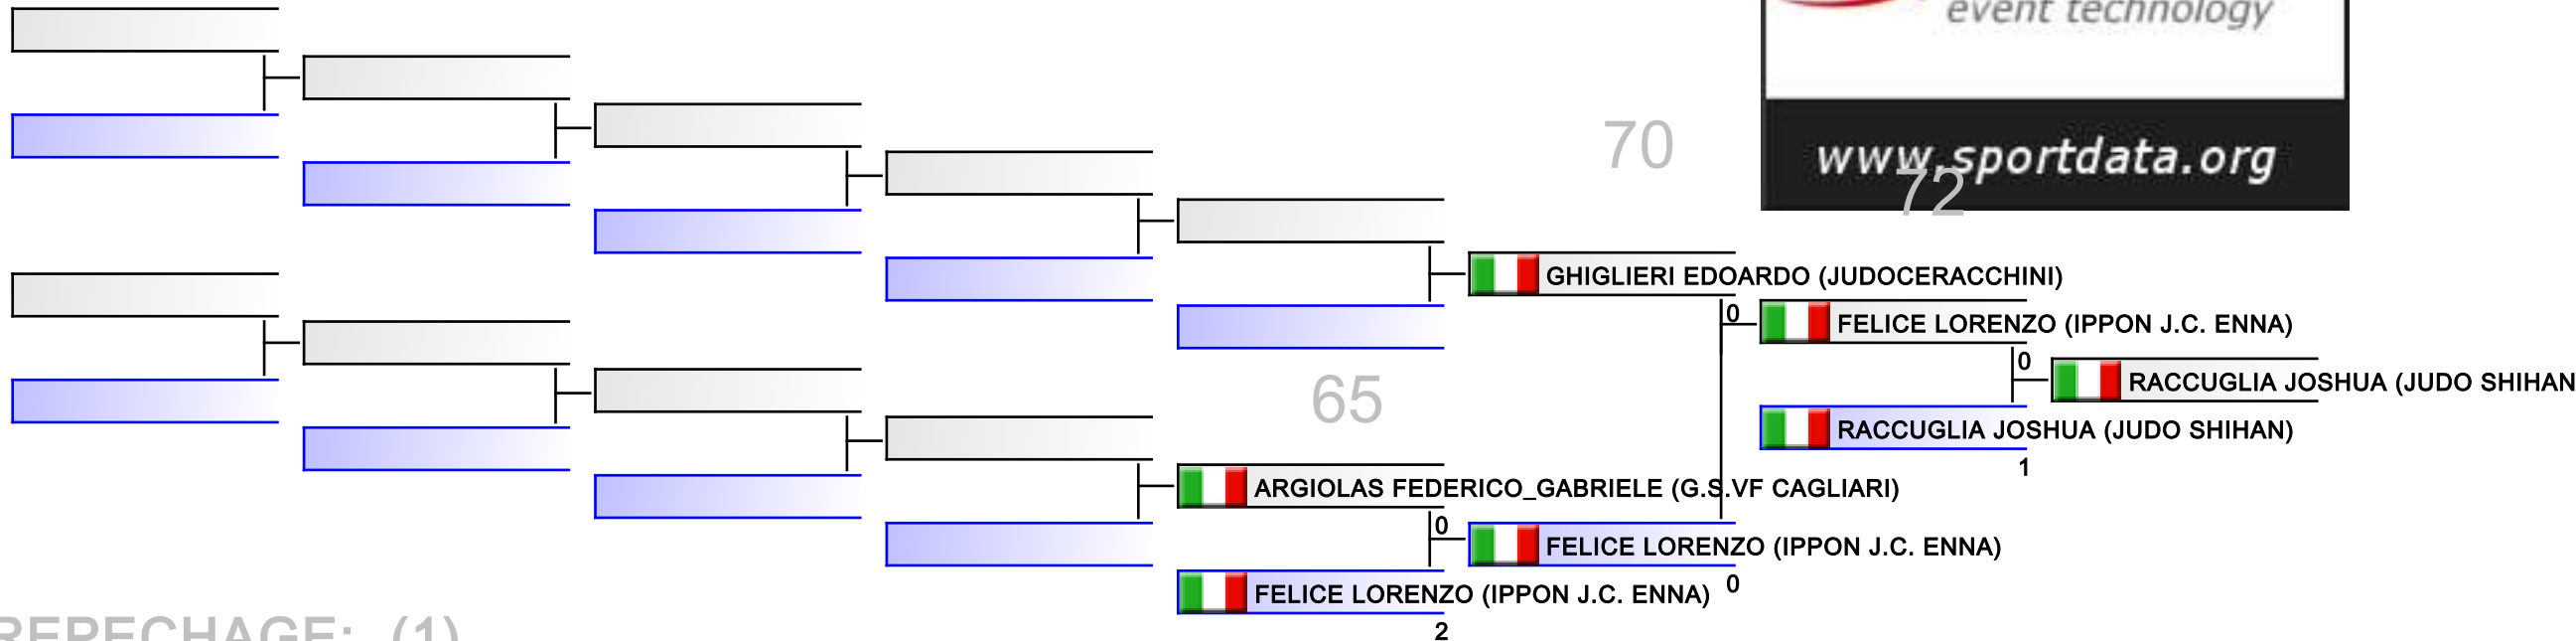 event technology
70
www.sportdata.org
72
GHIGLIERI EDOARDO (JUDOCERACCHINI)
0
FELICE LORENZO (IPPON J.C. ENNA)
0
RACCUGLIA JOSHUA (JUDO SHIHAN
65
RACCUGLIA JOSHUA (JUDO SHIHAN)
1
ARGIOLAS FEDERICO_GABRIELE (G.S.VF CAGLIARI)
0
FELICE LORENZO (IPPON J.C. ENNA)
0
FELICE LORENZO (IPPON J.C. ENNA)
2
REPECHAGE: (1)